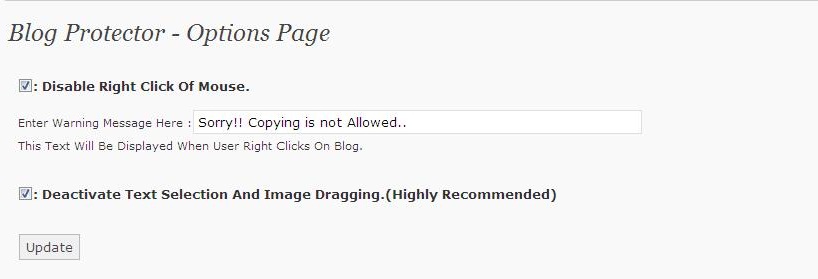 Blog Protector - Options Page
: Disable Right Click Of Mouse.
Enter Warning Message Here : Sorry!! Copying is not Allowed..
This Text Will Be Displayed When User Right Clicks On Blog.
: Deactivate Text Selection And Image Dragging.(Highly Recommended)
Update